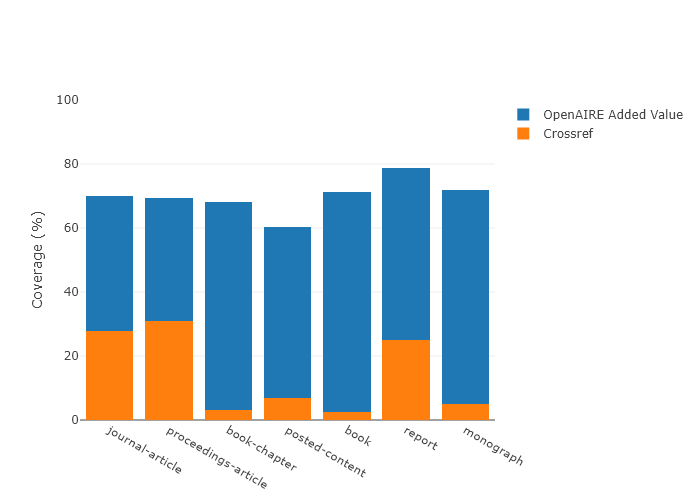 100
80
60
40
20
0
Coverage (%)
journal-article
proceedings-article
book-chapter
posted-content
book
report
monograph
OpenAIRE Added Value
Crossref